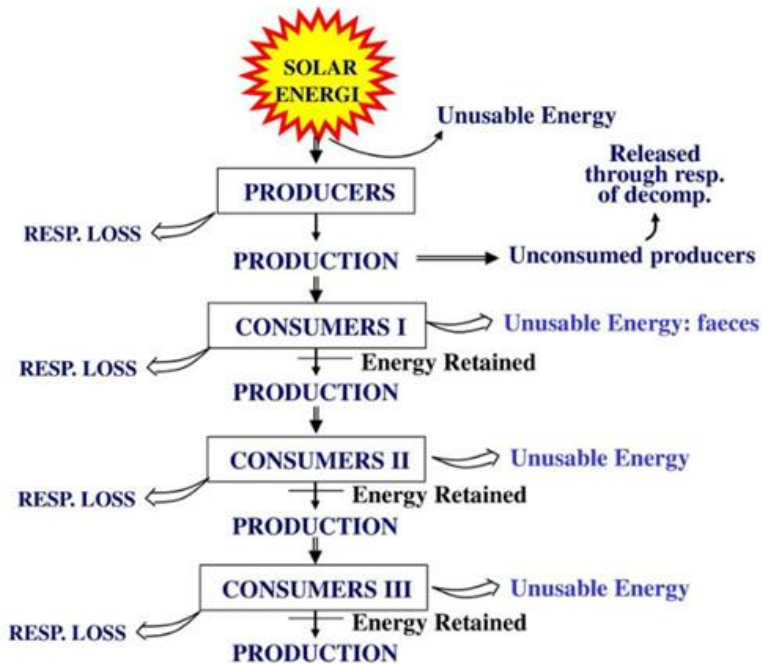 SOLAR
ENERGI
Unusable Energy
Released
through resp.
of decomp.
PRODUCERS
RESP. LOSS
PRODUCTION
Unconsumed producers
CONSUMERS I
Unusable Energy: faeces
RESP. LOSS
Energy Retained
PRODUCTION
CONSUMERS II
Unusable Energy
RESP. LOSS
Energy Retained
PRODUCTION
CONSUMERS III
Unusable Energy
RESP. LOSS
Energy Retained
PRODUCTION